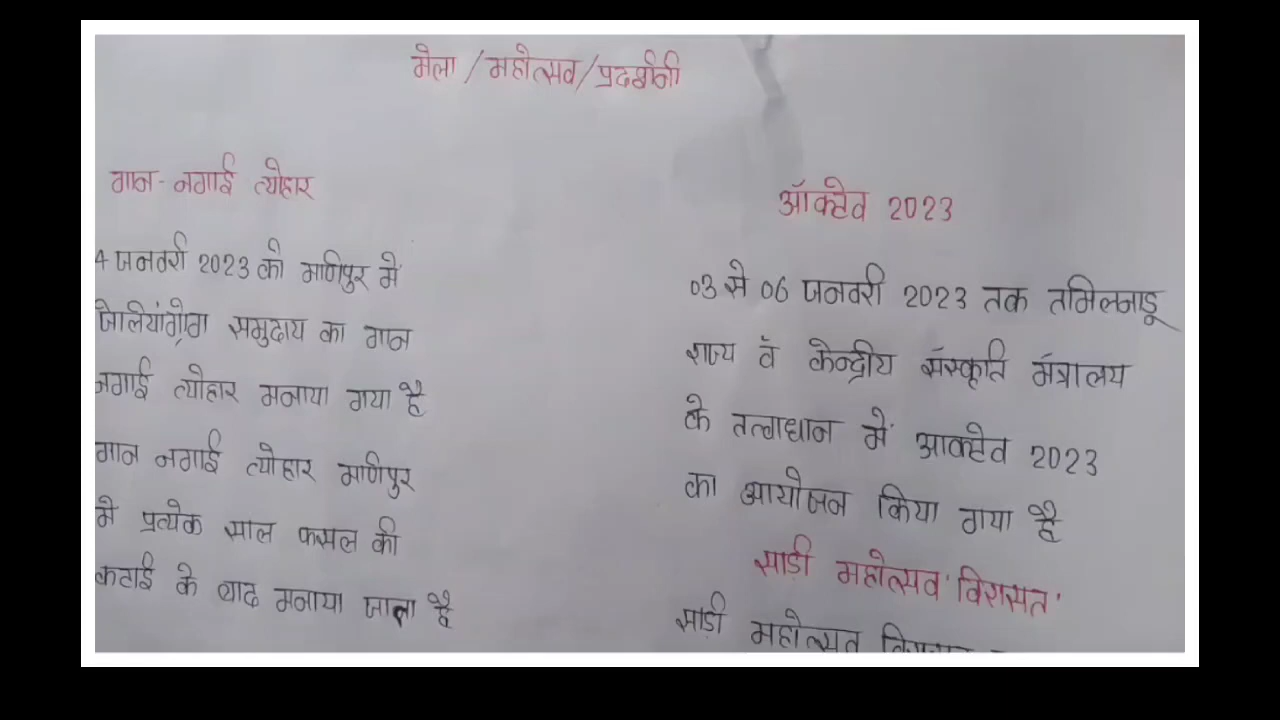 मेला / महोत्सव / प्रदर्शनी
गान-नगाई त्योहार
4 जनवरी 2023 को मणिपुर में
जेलियांग्रोंग समुदाय का गान
नगाई त्योहार मनाया गया है
गान नगाई त्योहार मणिपुर
मे प्रत्येक साल फसल की
कटाई के बाद मनाया जाता है
ऑक्टेव 2023
03 से 06 जनवरी 2023 तक तमिलनाडू
राज्य वॅ केन्द्रीय सॅस्कृति मॅत्रालय
के तत्वाधान में आक्टेव 2023
का आयोजन किया गया है
साड़ी महोत्सव 'विरासत'
साड़ी महोत्सव